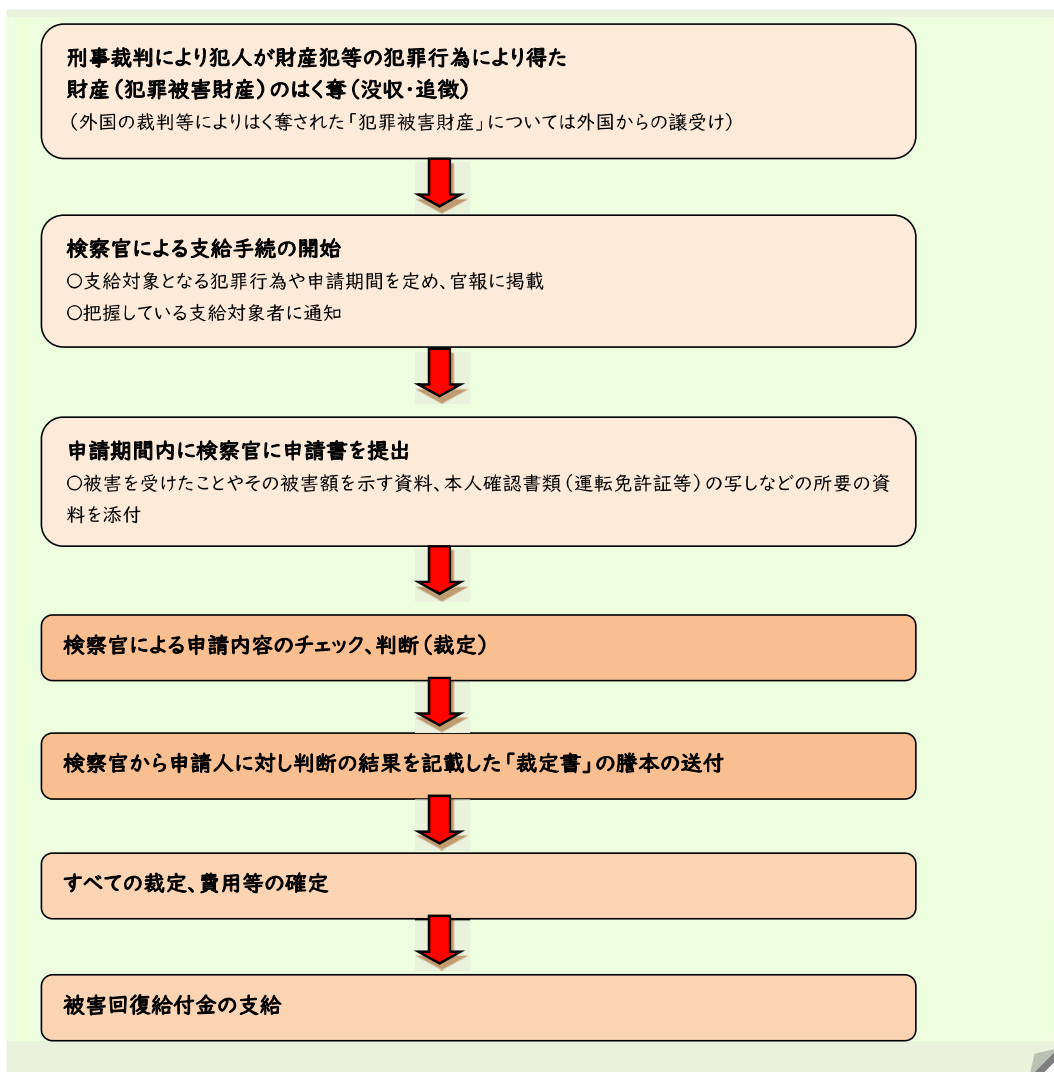 刑事裁判により犯人が財産犯等の犯罪行為により得た
財産(犯罪被害財産)のはく奪(没収・追徴)
(外国の裁判等によりはく奪された「犯罪被害財産」については外国からの譲受け)
検察官による支給手続の開始
○支給対象となる犯罪行為や申請期間を定め、官報に掲載
○把握している支給対象者に通知
申請期間内に検察官に申請書を提出
○被害を受けたことやその被害額を示す資料、本人確認書類(運転免許証等)の写しなどの所要の資
料を添付
検察官による申請内容のチェック、判断(裁定)
検察官から申請人に対し判断の結果を記載した「裁定書」の謄本の送付
すべての裁定、費用等の確定
被害回復給付金の支給